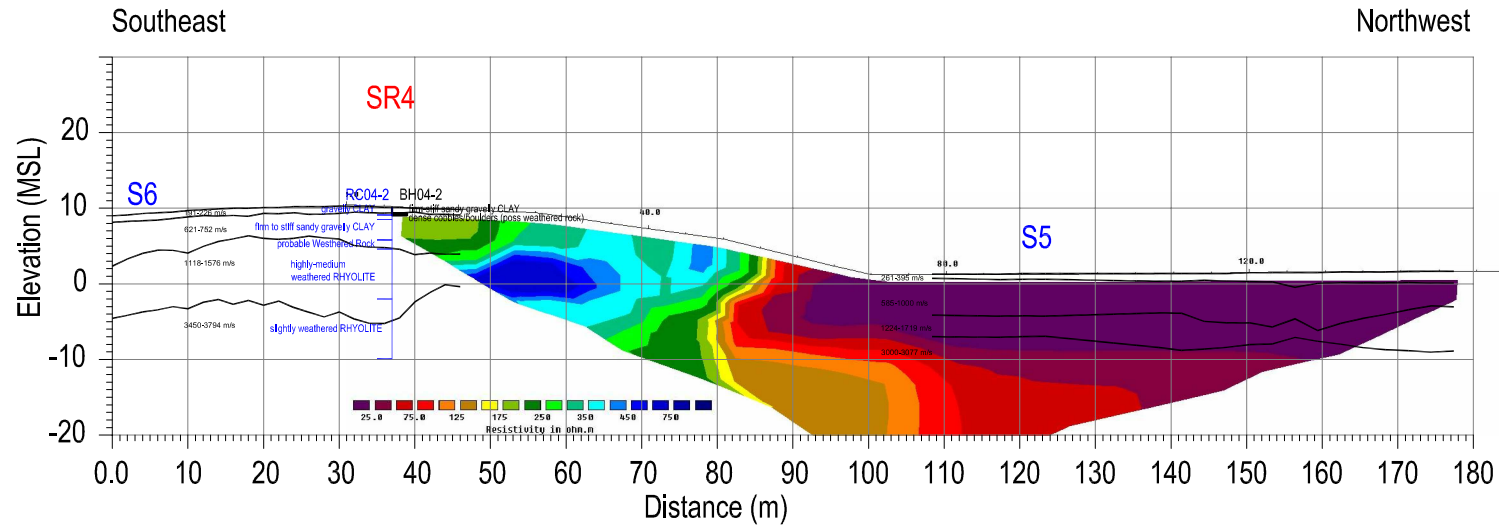 Southeast
Northwest
SR4
20
S6
RC04-2 BH04-2
10
gravelly CLAY
firm-stiff sandy gravelly CLAY
dense cobbles/boulders (poss weathered rock)
191-226 m/s
40.0
621-752 m/s
firm to stiff sandy gravelly CLAY
probable Weathered Rock
S5
1118-1576 m/s
highly-medium
weathered RHYOLITE
80.0
120.0
0
261-395 m/s
3450-3794 m/s
slightly weathered RHYOLITE
1224-1719 m/s
-10
25.0 75.0 125 175 250 350 450 750
Resistivity in ohm.m
-20
Elevation (MSL)
0.0 10 20 30 40 50 60 70 80 90 100 110 120 130 140 150 160 170 180
Distance (m)